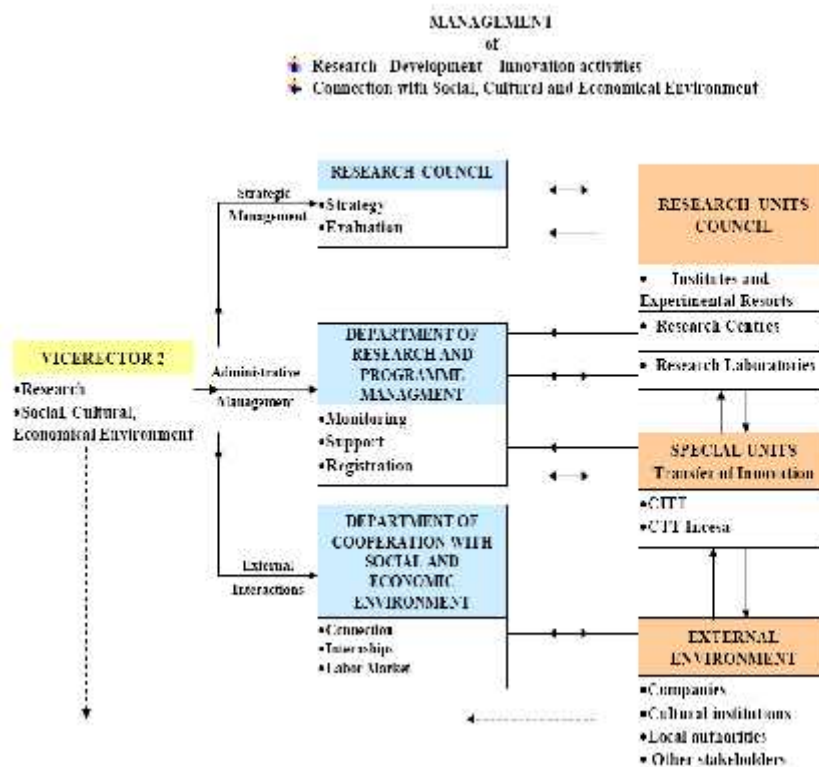 MANAGEMENT
of
Research Development Innovation activities
Connection with Social, Cultural and Economical Environment
RESEARCH COUNCIL
•Strategy
•Evaluation
Strategic
Management
RESEARCH UNITS
COUNCIL
• Institutes and
Experimental Resorts
• Research Centres
• Research Laboratories
VICERECTOR 2
•Research
•Social, Cultural,
Economical Environment
Administrative
Management
DEPARTMENT OF
RESEARCH AND
PROGRAMME
MANAGMENT
•Monitoring
•Support
•Registration
SPECIAL UNITS
Transfer of Innovation
•CITT
•CTT Incesa
External
Interactions
DEPARTMENT OF
COOPERATION WITH
SOCIAL AND
ECONOMIC
ENVIRONMENT
•Connection
•Internships
•Labor Market
EXTERNAL
ENVIRONMENT
•Companies
•Cultural institutions
•Local authorities
• Other stakeholders